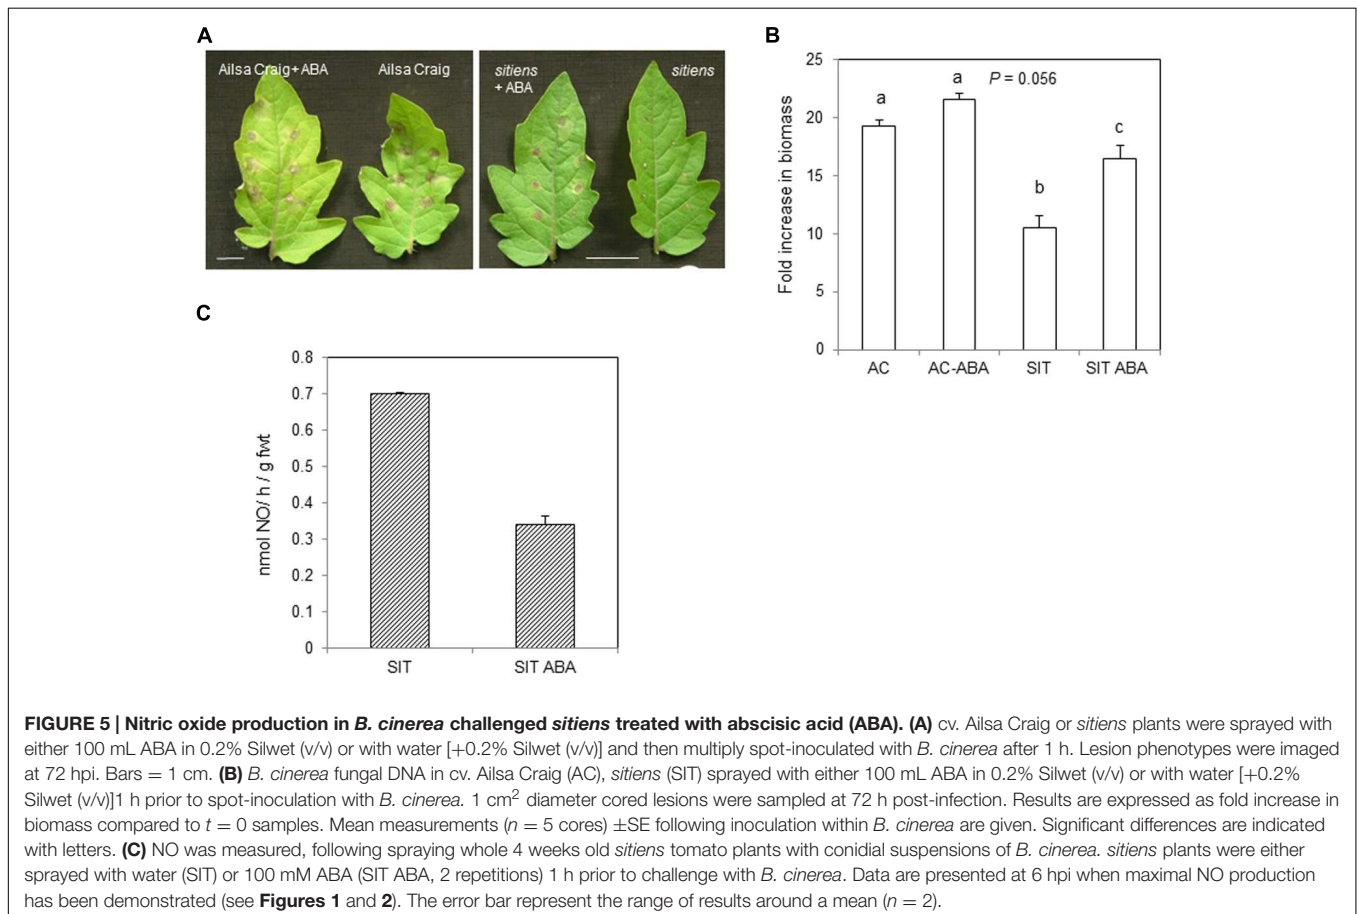 A
Ailsa Craig+ABA
Ailsa Craig
sitiens
+ ABA
sitiens
B
25
20
15
10
5
0
Fold increase in biomass
a
a
P = 0.056
b
c
AC
AC-ABA
SIT
SIT ABA
C
0.8
0.7
0.6
0.5
0.4
0.3
0.2
0.1
0
nmol NO/ h / g fwt
SIT
SIT ABA
FIGURE 5 | Nitric oxide production in B. cinerea challenged sitiens treated with abscisic acid (ABA). (A) cv. Ailsa Craig or sitiens plants were sprayed with
either 100 mL ABA in 0.2% Silwet (v/v) or with water [+0.2% Silwet (v/v)] and then multiply spot-inoculated with B. cinerea after 1 h. Lesion phenotypes were imaged
at 72 hpi. Bars = 1 cm. (B) B. cinerea fungal DNA in cv. Ailsa Craig (AC), sitiens (SIT) sprayed with either 100 mL ABA in 0.2% Silwet (v/v) or with water [+0.2%
Silwet (v/v)]1 h prior to spot-inoculation with B. cinerea. 1 cm² diameter cored lesions were sampled at 72 h post-infection. Results are expressed as fold increase in
biomass compared to t = 0 samples. Mean measurements (n = 5 cores) ±SE following inoculation within B. cinerea are given. Significant differences are indicated
with letters. (C) NO was measured, following spraying whole 4 weeks old sitiens tomato plants with conidial suspensions of B. cinerea. sitiens plants were either
sprayed with water (SIT) or 100 mM ABA (SIT ABA, 2 repetitions) 1 h prior to challenge with B. cinerea. Data are presented at 6 hpi when maximal NO production
has been demonstrated (see Figures 1 and 2). The error bar represent the range of results around a mean (n = 2).